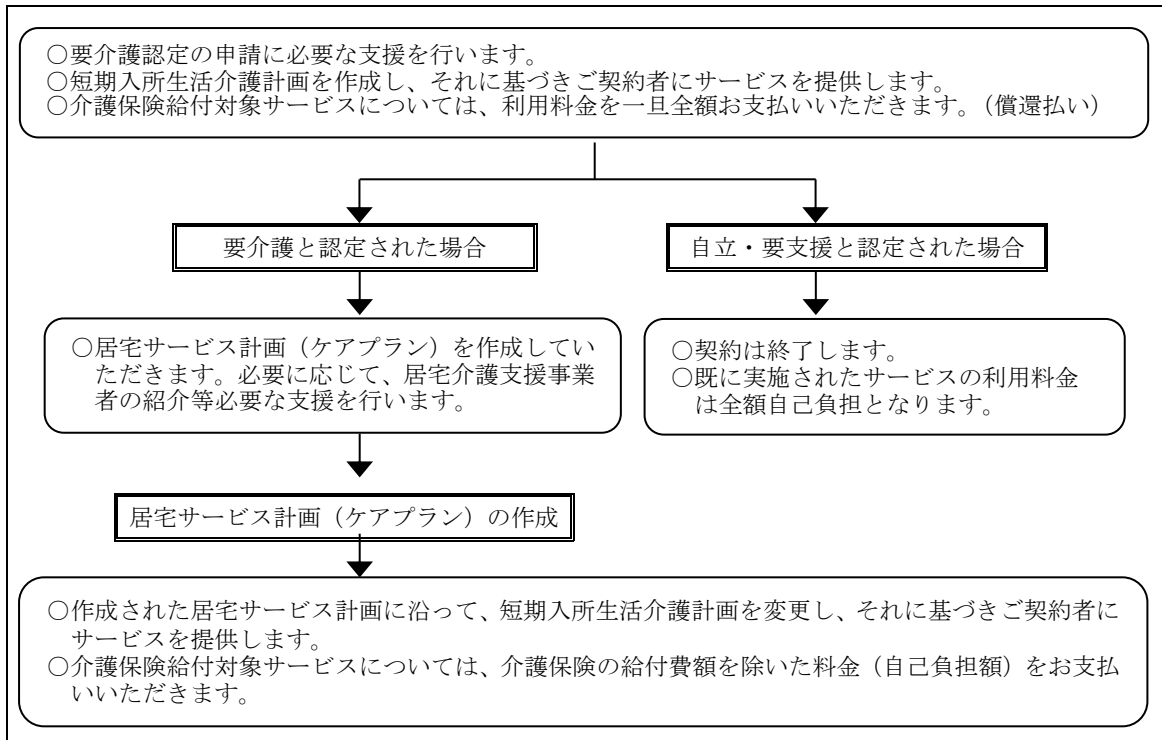 ○要介護認定の申請に必要な支援を行います。
○短期入所生活介護計画を作成し、それに基づきご契約者にサービスを提供します。
○介護保険給付対象サービスについては、利用料金を一旦全額お支払いいただきます。（償還払い）
要介護と認定された場合
自立・要支援と認定された場合
○居宅サービス計画（ケアプラン）を作成してい
ただきます。必要に応じて、居宅介護支援事業
者の紹介等必要な支援を行います。
○契約は終了します。
○既に実施されたサービスの利用料金
は全額自己負担となります。
居宅サービス計画（ケアプラン）の作成
○作成された居宅サービス計画に沿って、短期入所生活介護計画を変更し、それに基づきご契約者に
サービスを提供します。
○介護保険給付対象サービスについては、介護保険の給付費額を除いた料金（自己負担額）をお支払
いいただきます。